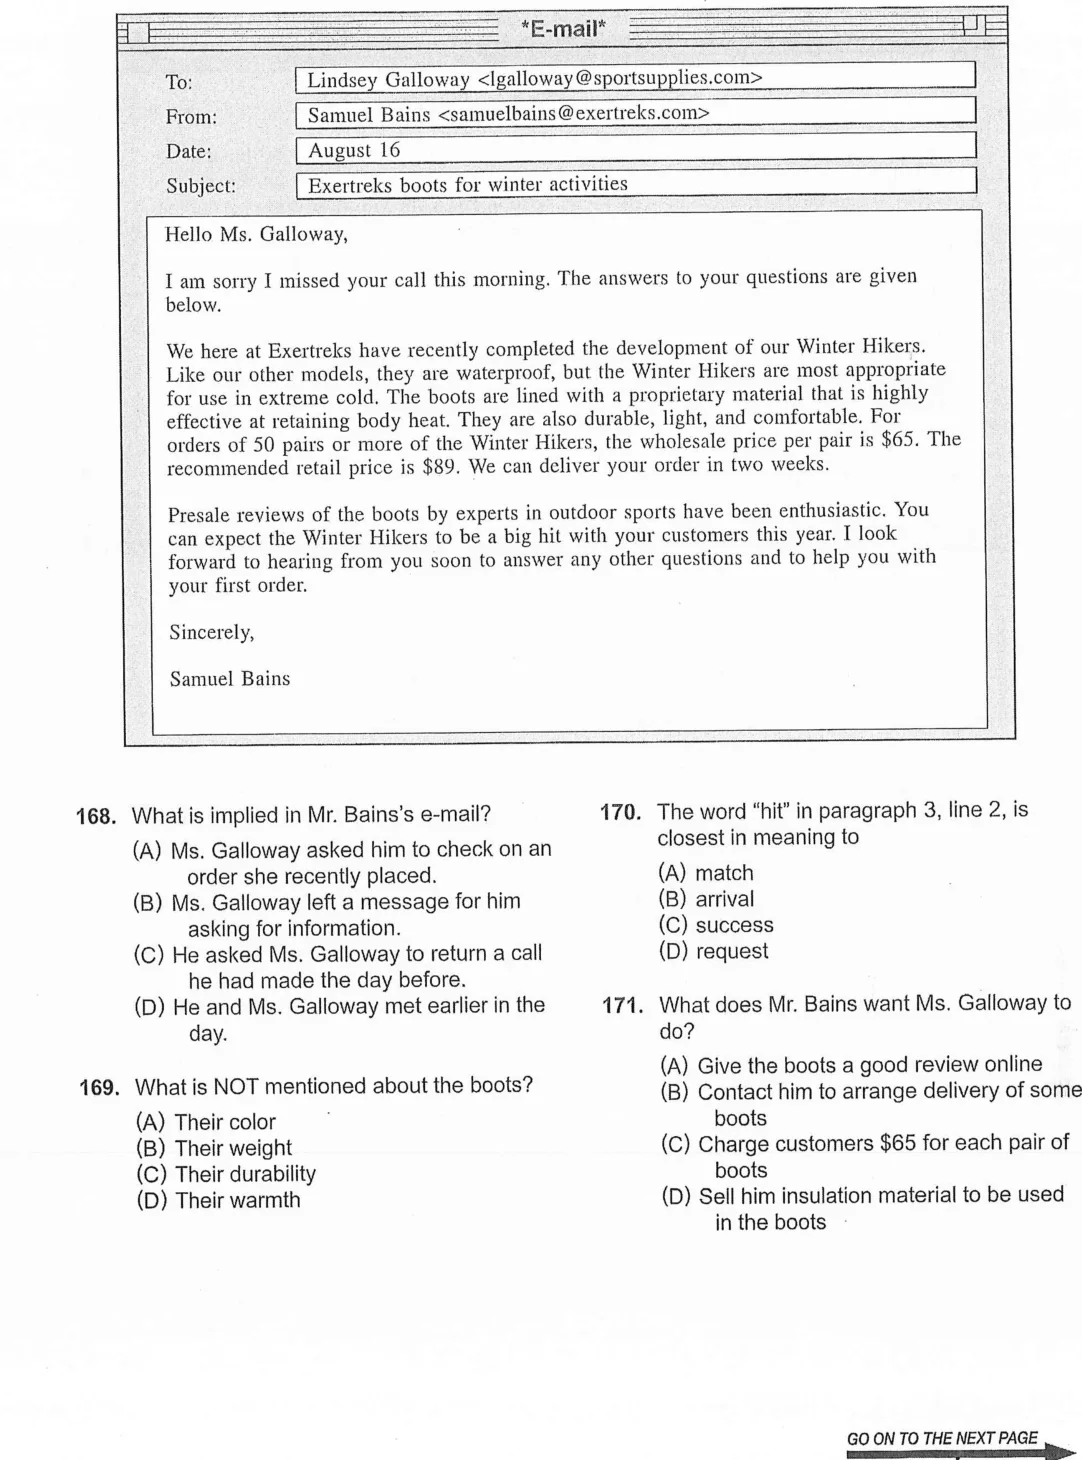 *E-mail*
To:
Lindsey Galloway <lgalloway@sportsupplies.com>
From:
Samuel Bains <samuelbains@exertreks.com>
Date:
August 16
Subject:
Exertreks boots for winter activities
Hello Ms. Galloway,
I am sorry I missed your call this morning. The answers to your questions are given
below.
We here at Exertreks have recently completed the development of our Winter Hikers.
Like our other models, they are waterproof, but the Winter Hikers are most appropriate
for use in extreme cold. The boots are lined with a proprietary material that is highly
effective at retaining body heat. They are also durable, light, and comfortable. For
orders of 50 pairs or more of the Winter Hikers, the wholesale price per pair is $65. The
recommended retail price is $89. We can deliver your order in two weeks.
Presale reviews of the boots by experts in outdoor sports have been enthusiastic. You
can expect the Winter Hikers to be a big hit with your customers this year. I look
forward to hearing from you soon to answer any other questions and to help you with
your first order.
Sincerely,
Samuel Bains
168. What is implied in Mr. Bains's e-mail?
(A) Ms. Galloway asked him to check on an
order she recently placed.
(B) Ms. Galloway left a message for him
asking for information.
(C) He asked Ms. Galloway to return a call
he had made the day before.
(D) He and Ms. Galloway met earlier in the
day.
169. What is NOT mentioned about the boots?
(A) Their color
(B) Their weight
(C) Their durability
(D) Their warmth
170. The word “hit” in paragraph 3, line 2, is
closest in meaning to
(A) match
(B) arrival
(C) success
(D) request
171. What does Mr. Bains want Ms. Galloway to
do?
(A) Give the boots a good review online
(B) Contact him to arrange delivery of some
boots
(C) Charge customers $65 for each pair of
boots
(D) Sell him insulation material to be used
in the boots
GO ON TO THE NEXT PAGE